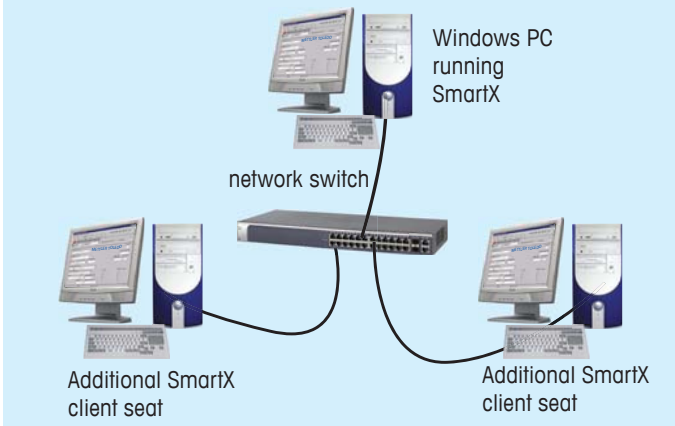 Windows PC
running
SmartX
network switch
Additional SmartX
client seat
Additional SmartX
client seat